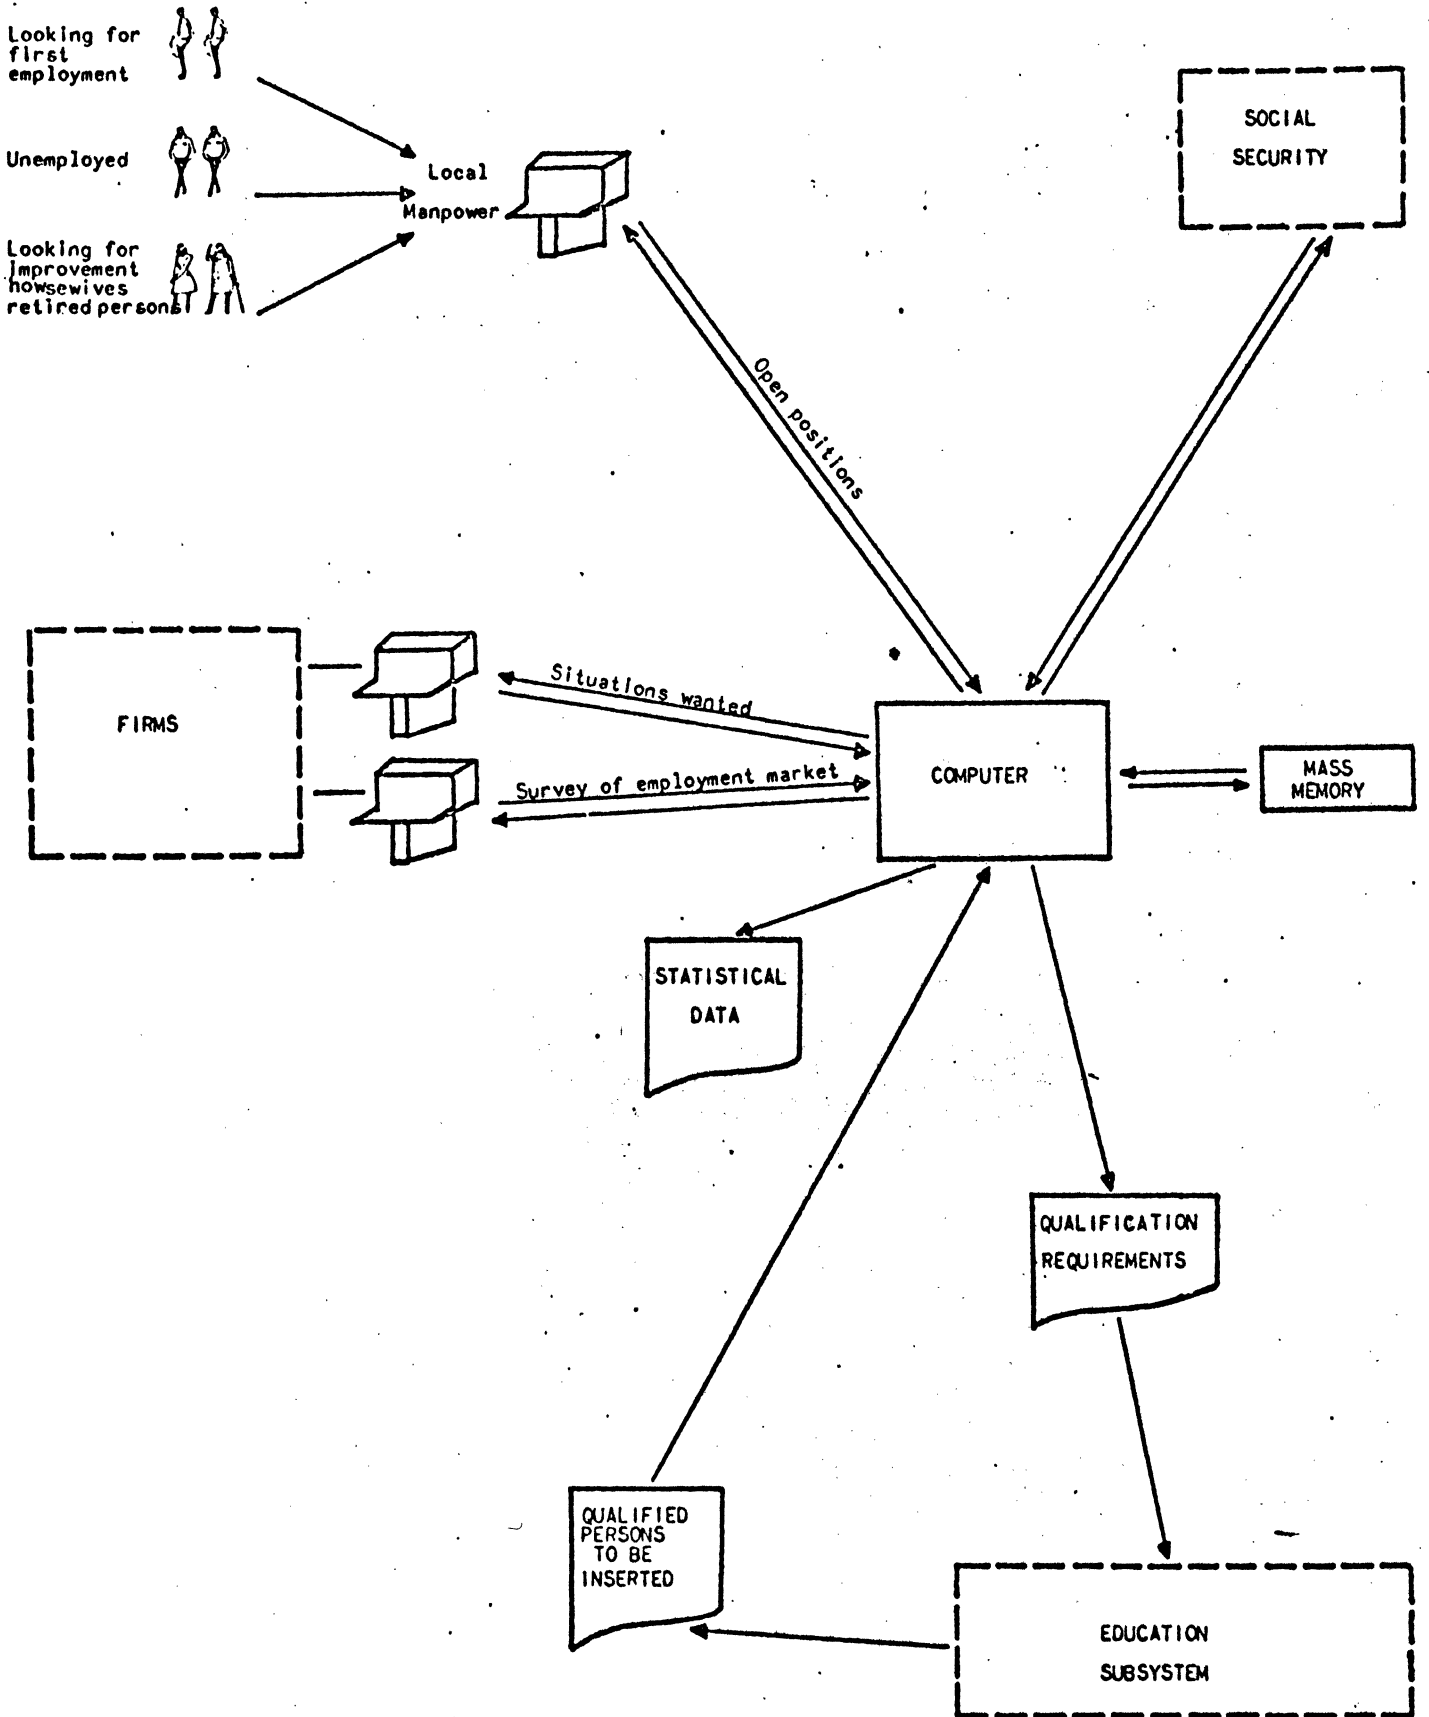 Looking for
first
employment
Unemployed
Looking for
improvement
howsewives
retired persons
Local
Manpower
SOCIAL
SECURITY
Open positions
FIRMS
Situations wanted
Survey of employment market
COMPUTER
MASS
MEMORY
STATISTICAL
DATA
QUALIFICATION
REQUIREMENTS
QUALIFIED
PERSONS
TO BE
INSERTED
EDUCATION
SUBSYSTEM